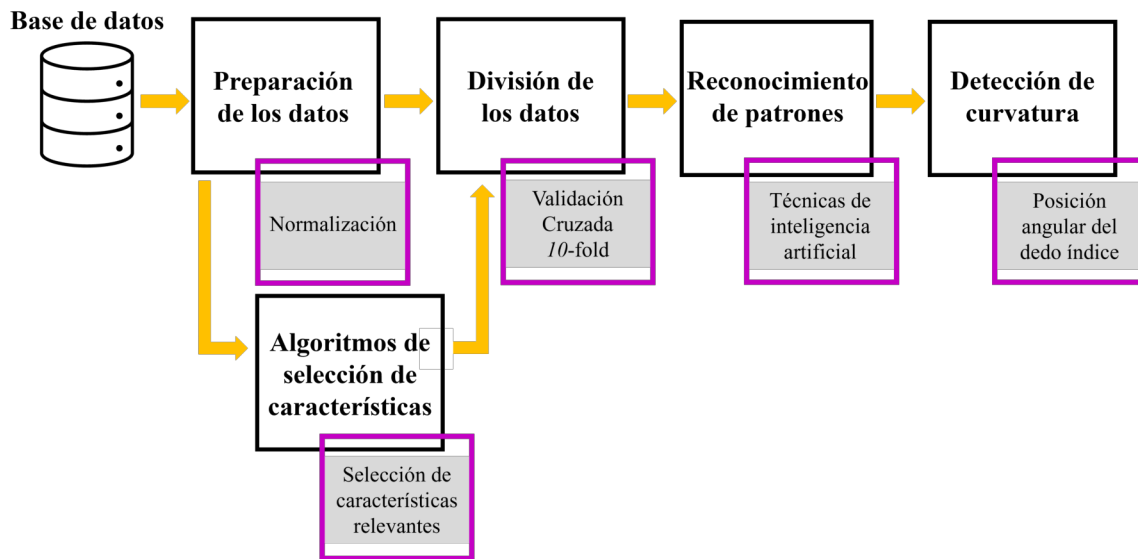 Base de datos
Preparación
de los datos
División de
los datos
Reconocimiento
de patrones
Detección de
curvatura
Normalización
Validación
Cruzada
10-fold
Técnicas de
inteligencia
artificial
Posición
angular del
dedo índice
Algoritmos de
selección de
características
Selección de
características
relevantes